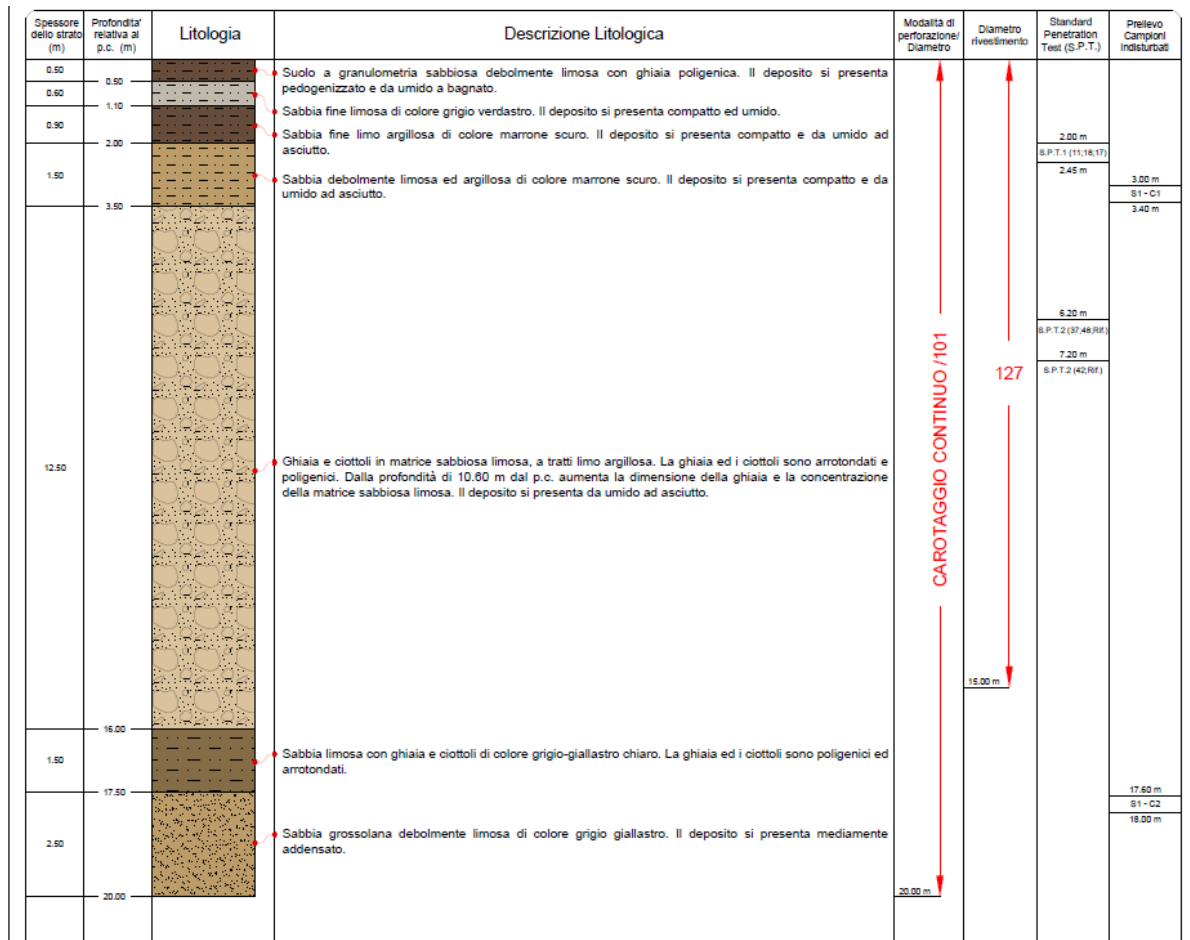 Spessore
dello strato
(m)
Profondita'
relativa al
p.c. (m)
Litologia
Descrizione Litologica
Modalità di
perforazione/
Diametro
Diametro
rivestimento
Standard
Penetration
Test (S.P.T.)
Prelievo
Campioni
Indisturbati
0.50
0.50
Suolo a granulometria sabbiosa debolmente limosa con ghiaia poligenica. Il deposito si presenta
pedogenizzato e da umido a bagnato.
0.60
1.10
Sabbia fine limosa di colore grigio verdastro. Il deposito si presenta compatto ed umido.
0.90
2.00
Sabbia fine limo argillosa di colore marrone scuro. Il deposito si presenta compatto e da umido ad
asciutto.
2.00 m
S.P.T.1 (11;18;17)
2.45 m
1.50
3.50
Sabbia debolmente limosa ed argillosa di colore marrone scuro. Il deposito si presenta compatto e da
umido ad asciutto.
3.00 m
S1 - C1
3.40 m
6.20 m
S.P.T.2 (37;48;Rif.)
7.20 m
S.P.T.2 (42;Rif.)
CAROTAGGIO CONTINUO /101
127
12.50
Ghiaia e ciottoli in matrice sabbiosa limosa, a tratti limo argillosa. La ghiaia ed i ciottoli sono arrotondati e
poligenici. Dalla profondità di 10.60 m dal p.c. aumenta la dimensione della ghiaia e la concentrazione
della matrice sabbiosa limosa. Il deposito si presenta da umido ad asciutto.
15.00 m
16.00
1.50
Sabbia limosa con ghiaia e ciottoli di colore grigio-giallastro chiaro. La ghiaia ed i ciottoli sono poligenici ed
arrotondati.
17.50
17.60 m
S1 - C2
18.00 m
2.50
Sabbia grossolana debolmente limosa di colore grigio giallastro. Il deposito si presenta mediamente
addensato.
20.00
20.00 m